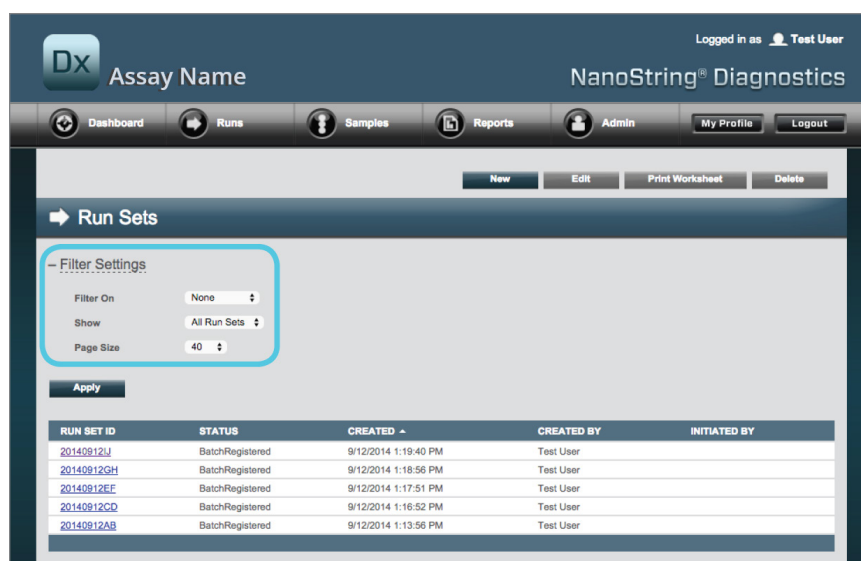 Logged in as Test User
Dx Assay Name
NanoString® Diagnostics
Dashboard Runs Samples Reports Admin My Profile Logout
New Edit Print Worksheet Delete
Run Sets
– Filter Settings
Filter On None
Show All Run Sets
Page Size 40
Apply
RUN SET ID STATUS CREATED CREATED BY INITIATED BY
20140912IJ BatchRegistered 9/12/2014 1:19:40 PM Test User
20140912GH BatchRegistered 9/12/2014 1:18:56 PM Test User
20140912EF BatchRegistered 9/12/2014 1:17:51 PM Test User
20140912CD BatchRegistered 9/12/2014 1:16:52 PM Test User
20140912AB BatchRegistered 9/12/2014 1:13:56 PM Test User